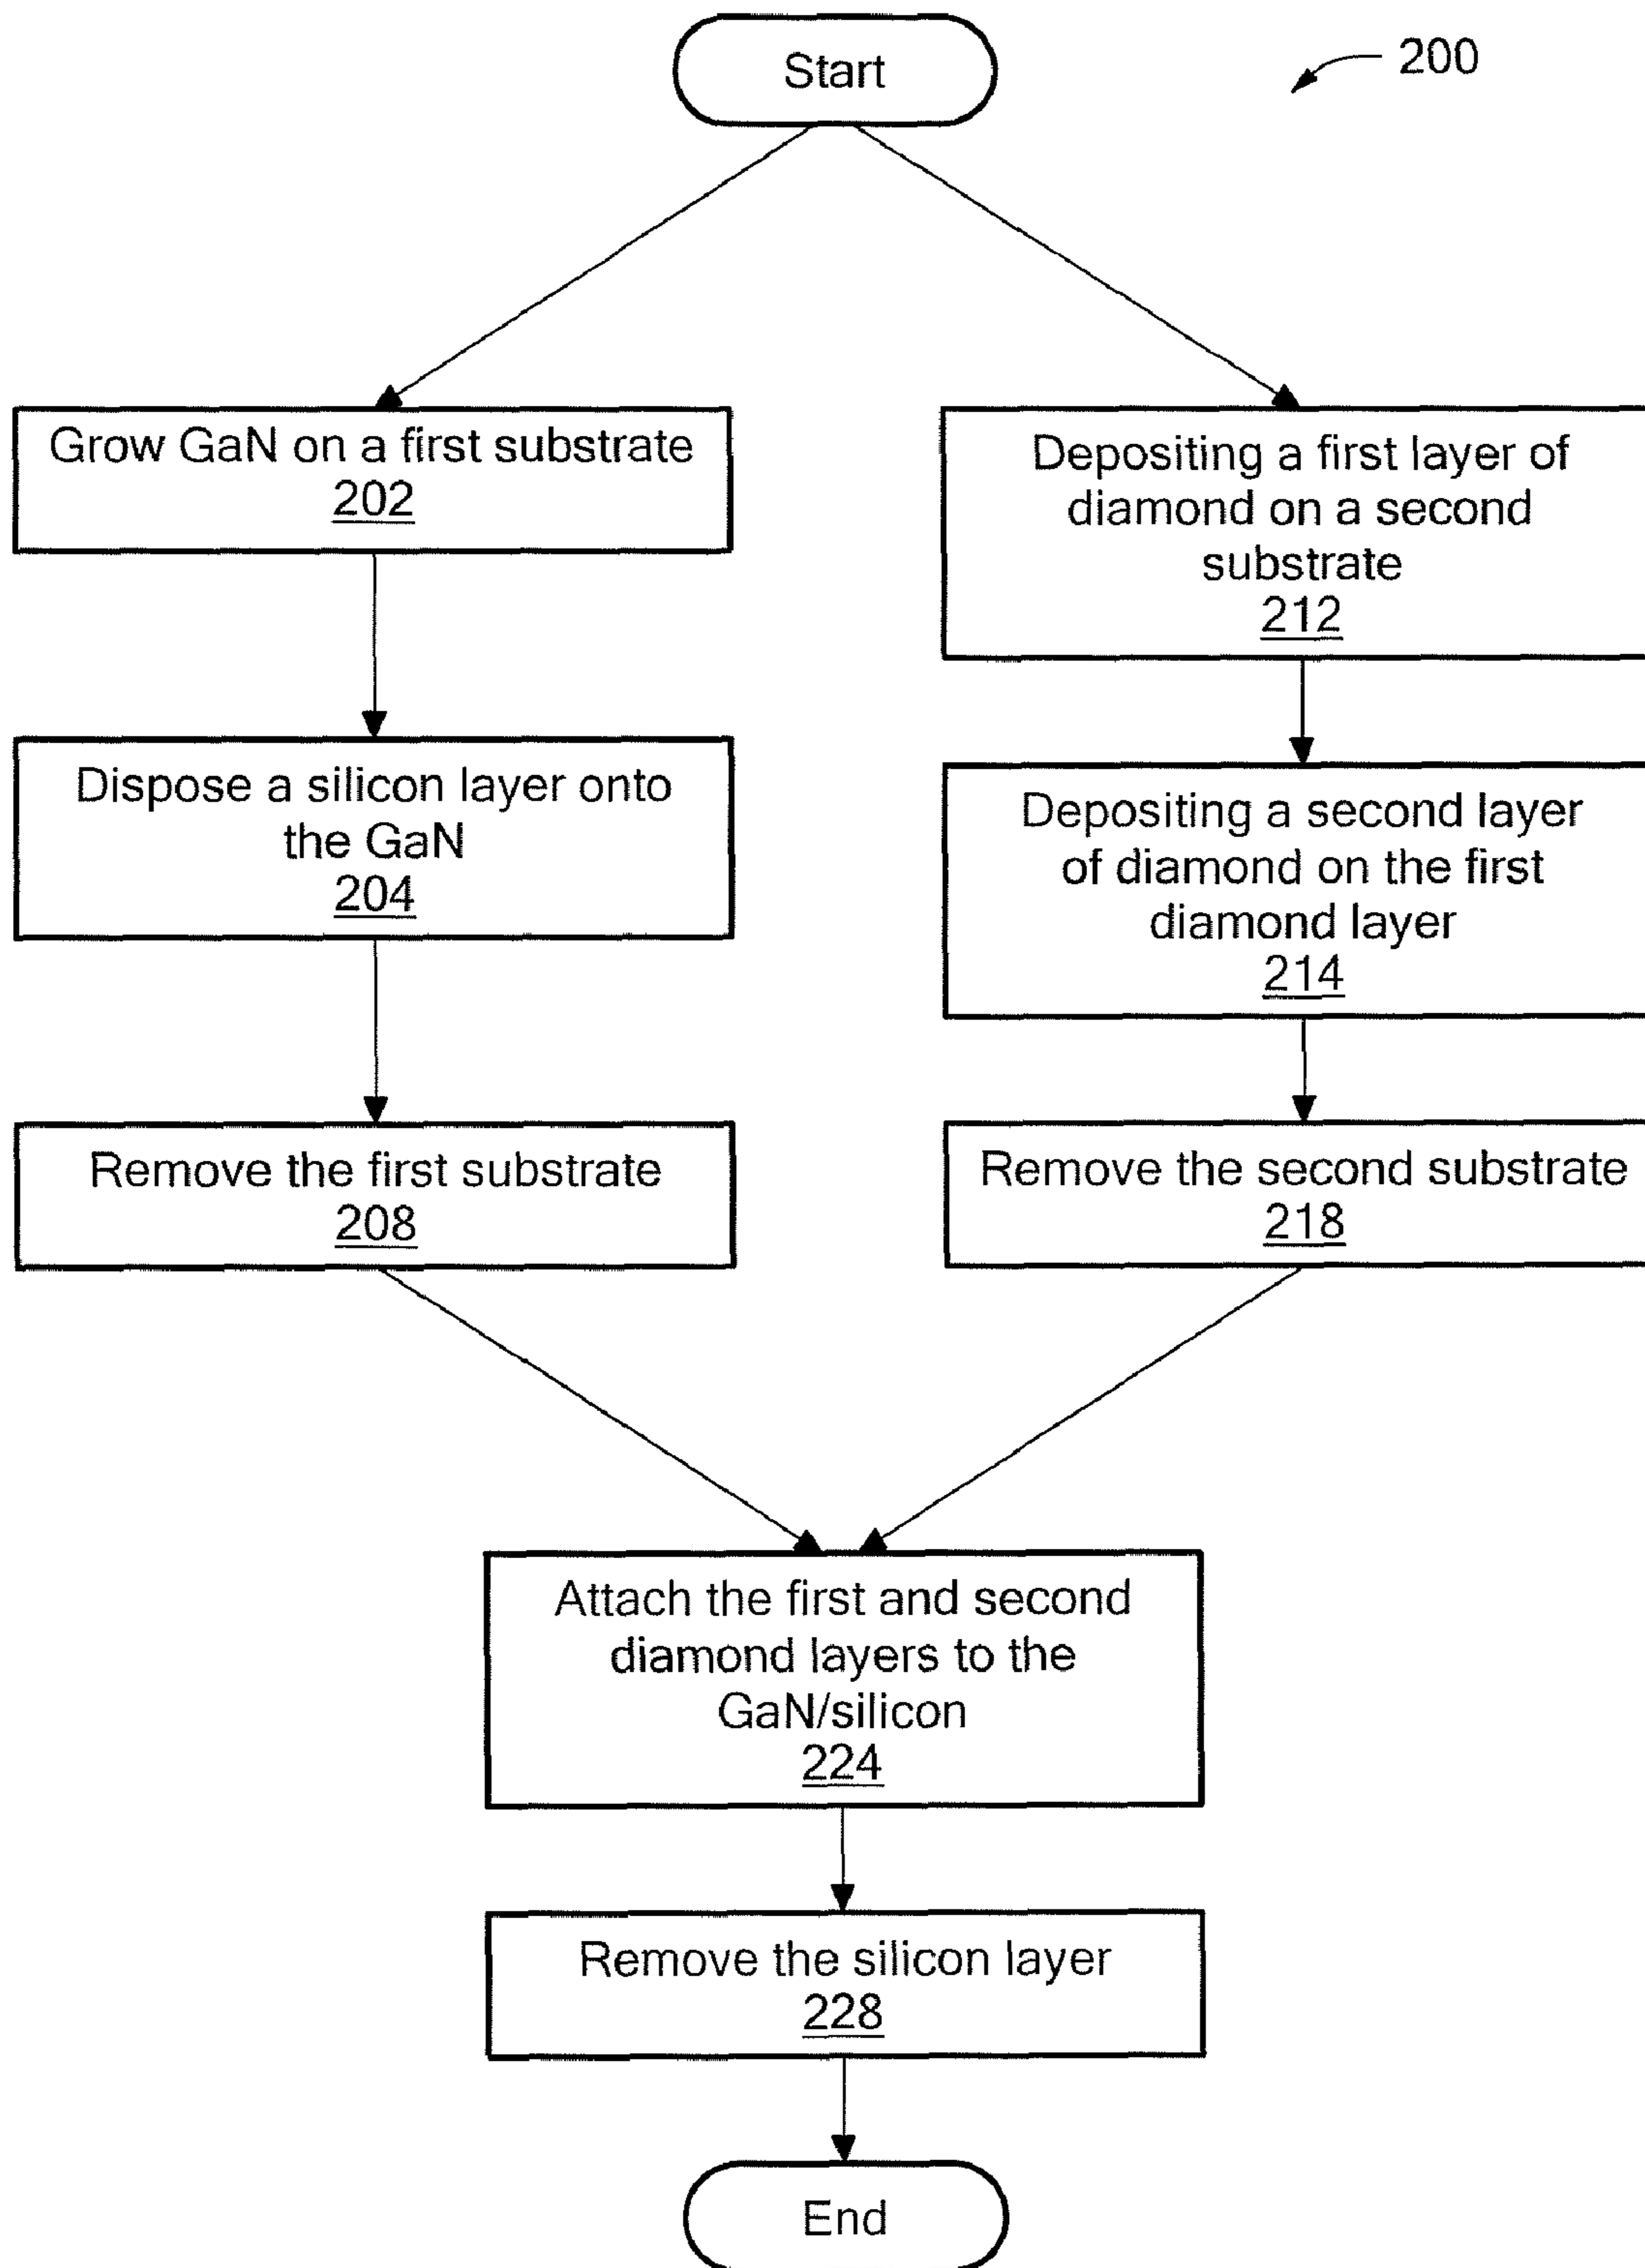 Start
200
Grow GaN on a first substrate
202
Dispose a silicon layer onto
the GaN
204
Remove the first substrate
208
Depositing a first layer of
diamond on a second
substrate
212
Depositing a second layer
of diamond on the first
diamond layer
214
Remove the second substrate
218
Attach the first and second
diamond layers to the
GaN/silicon
224
Remove the silicon layer
228
End